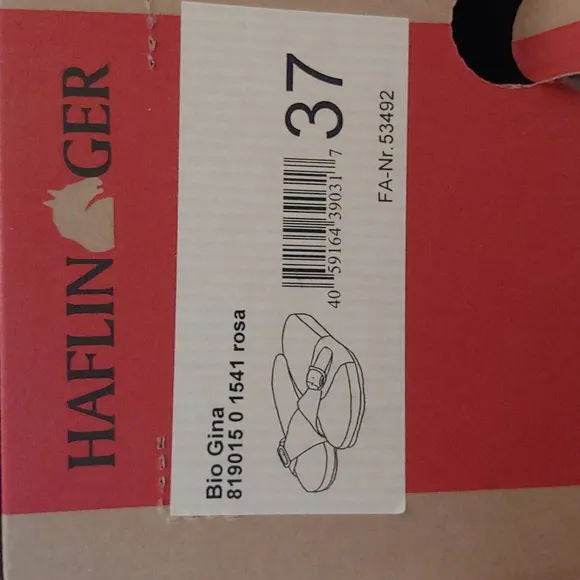 HAFLINGER
Bio Gina
819015 0 1541 rosa
37
40 59164 39031 7
FA-Nr. 53492